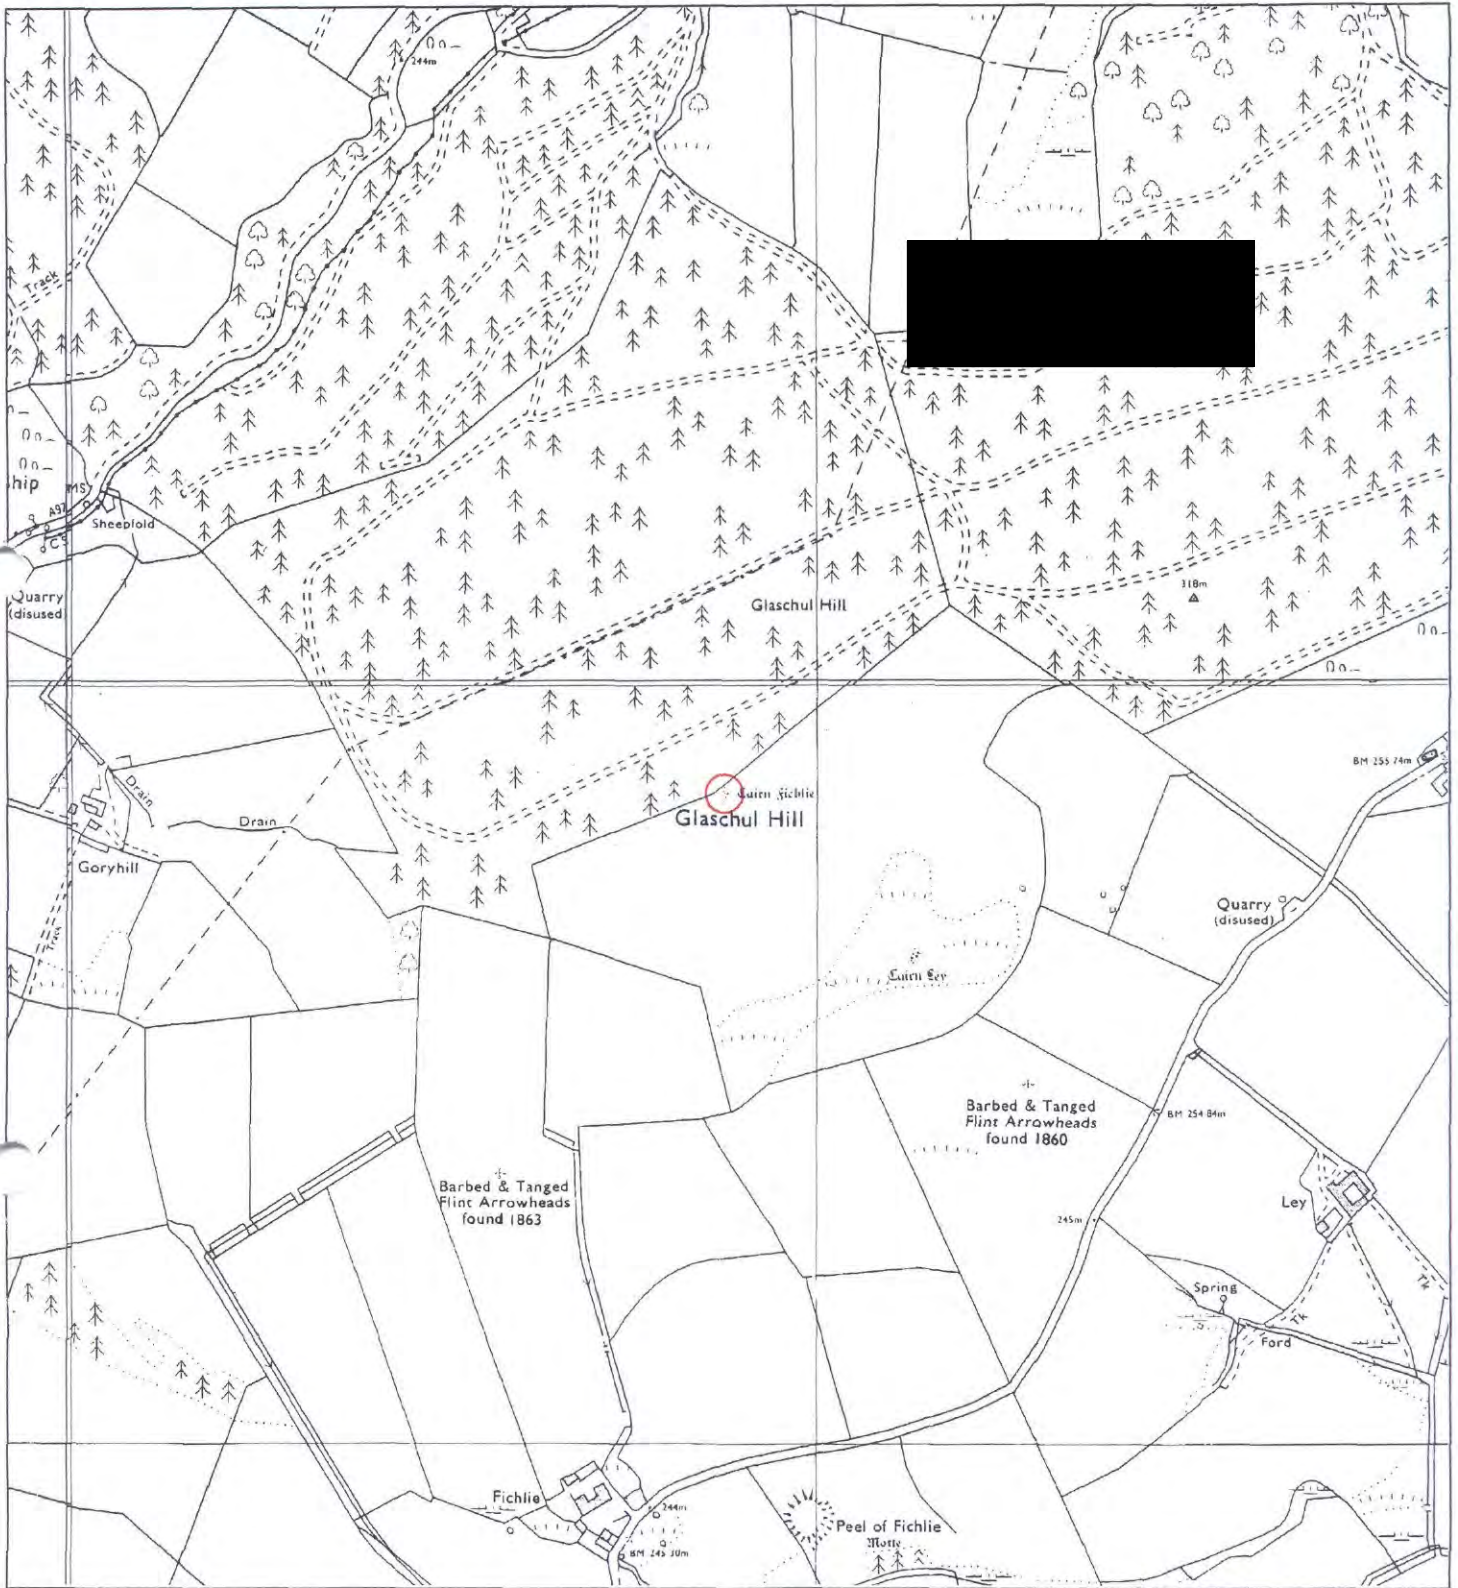 244m
Track
ship
MS
A97
Sheepfold
Quarry
(disused)
318m
Glaschul Hill
BM 255 74m
Cairn Fichlie
Glaschul Hill
Drain
Drain
Goryhill
Track
Quarry
(disused)
Cairn Ley
Barbed & Tanged
Flint Arrowheads
found 1860
BM 254 84m
Barbed & Tanged
Flint Arrowheads
found 1863
Ley
245m
Spring
Tk
Tk
Ford
Fichlie
244m
Peel of Fichlie
Motte
BM 245 30m